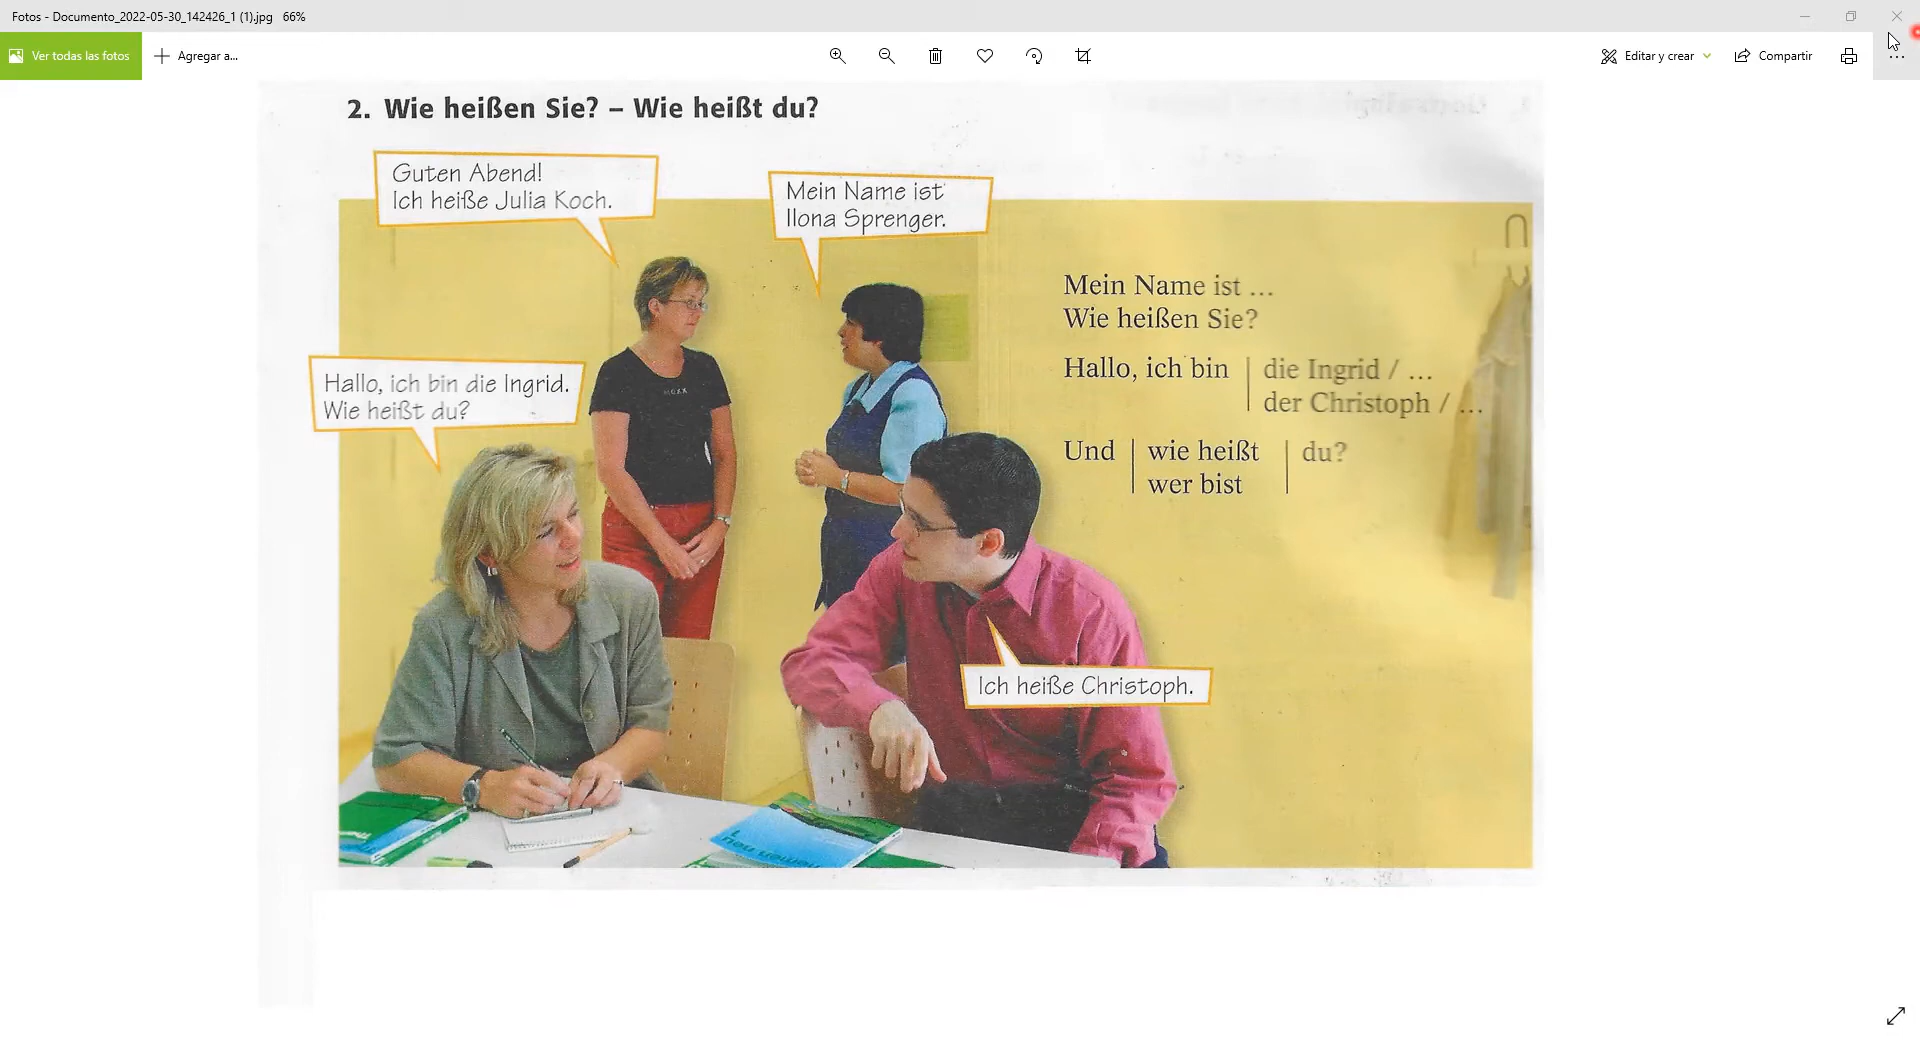 Fotos - Documento_2022-05-30_142426_1 (1).jpg 66%
Ver todas las fotos
Agregar a...
Editar y crear
Compartir
2. Wie heißen Sie? – Wie heißt du?
Guten Abend!
Ich heiße Julia Koch.
Mein Name ist
Ilona Sprenger.
Hallo, ich bin die Ingrid.
Wie heißt du?
Mein Name ist ...
Wie heißen Sie?
Hallo, ich bin | die Ingrid / ...
der Christoph / ...
Und | wie heißt | du?
wer bist
MEXX
Ich heiße Christoph.